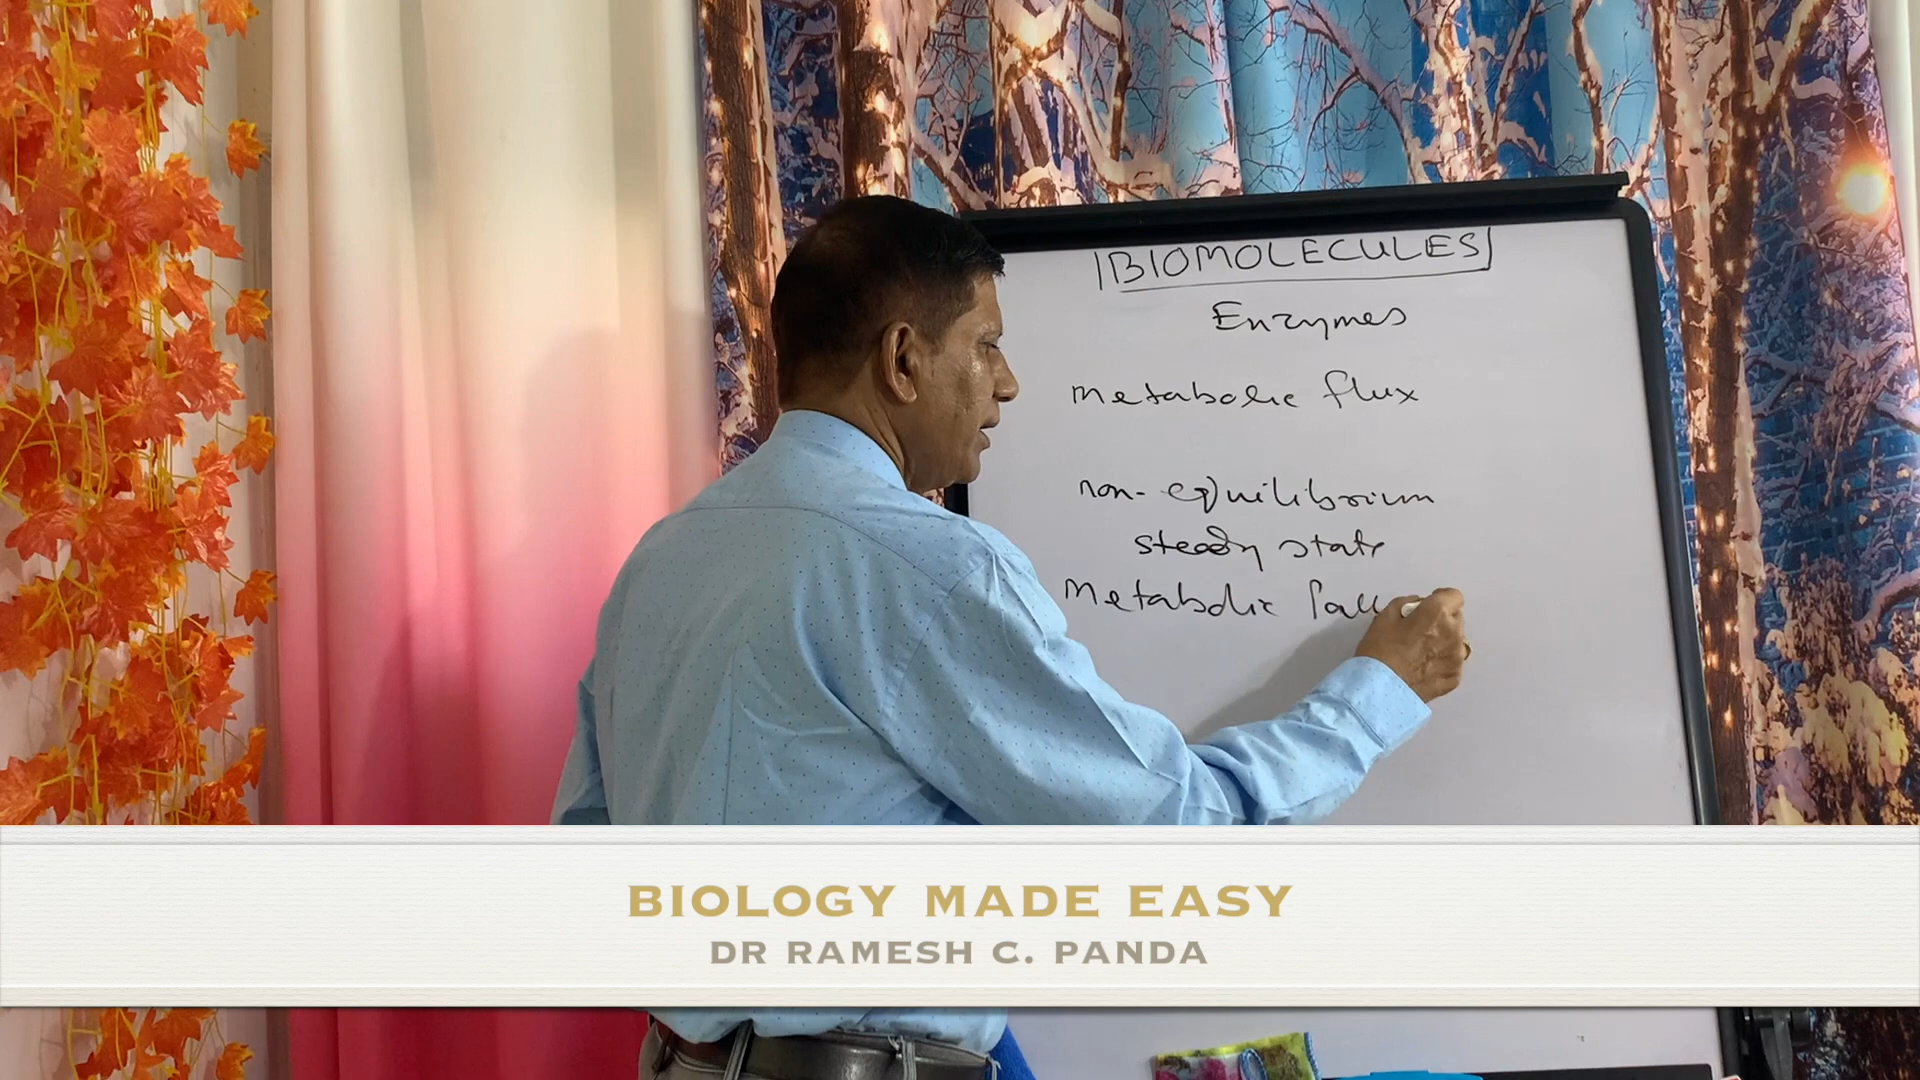 BIOMOLECULES
Enzymes
metabolic flux
non-equilibrium
steady state
Metabolic
BIOLOGY MADE EASY
DR RAMESH C. PANDA